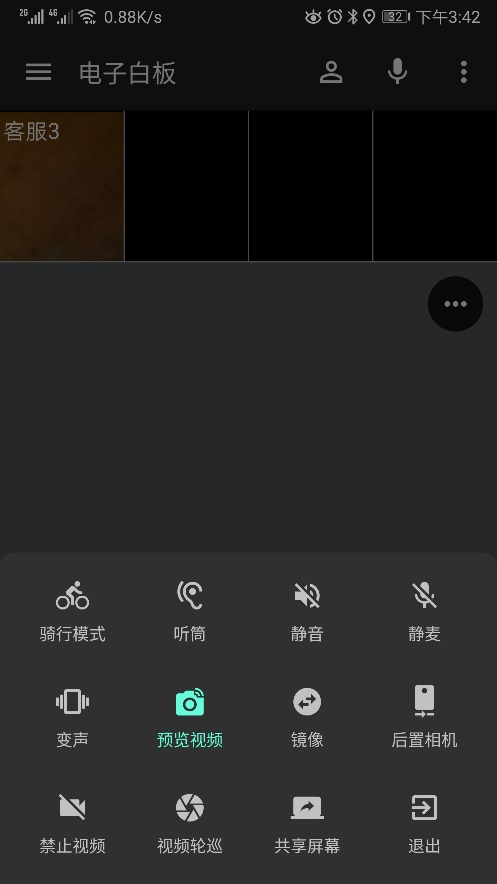 2G 4G 0.88K/s 32 下午3:42
电子白板
客服3
骑行模式 听筒 静音 静麦
变声 预览视频 镜像 后置相机
禁止视频 视频轮巡 共享屏幕 退出